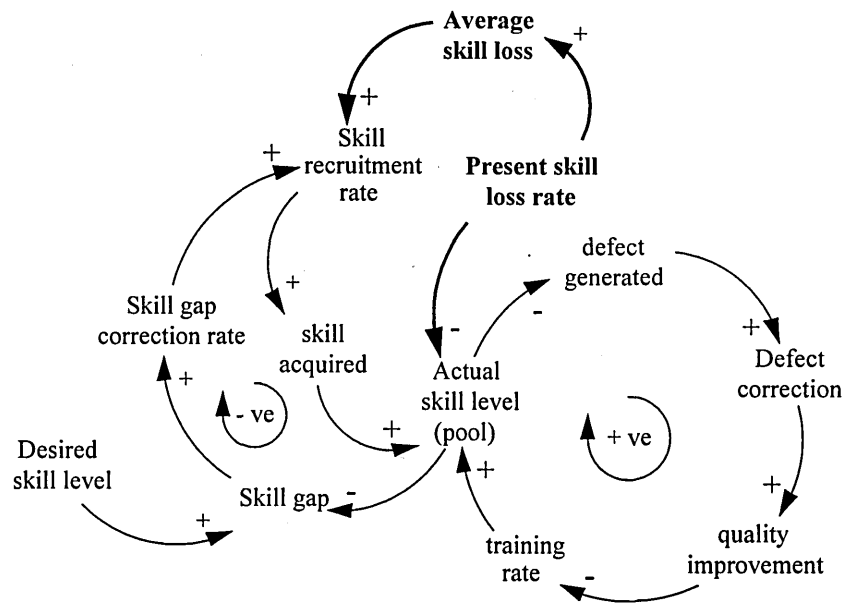 Average
skill loss
+
+
Skill
recruitment
rate
+
Present skill
loss rate
defect
generated
+
Skill gap
correction rate
skill
acquired
-
-
+
Defect
correction
Actual
skill level
(pool)
+
- ve
+
+ ve
Desired
skill level
+
Skill gap
-
+
+
training
rate
-
quality
improvement